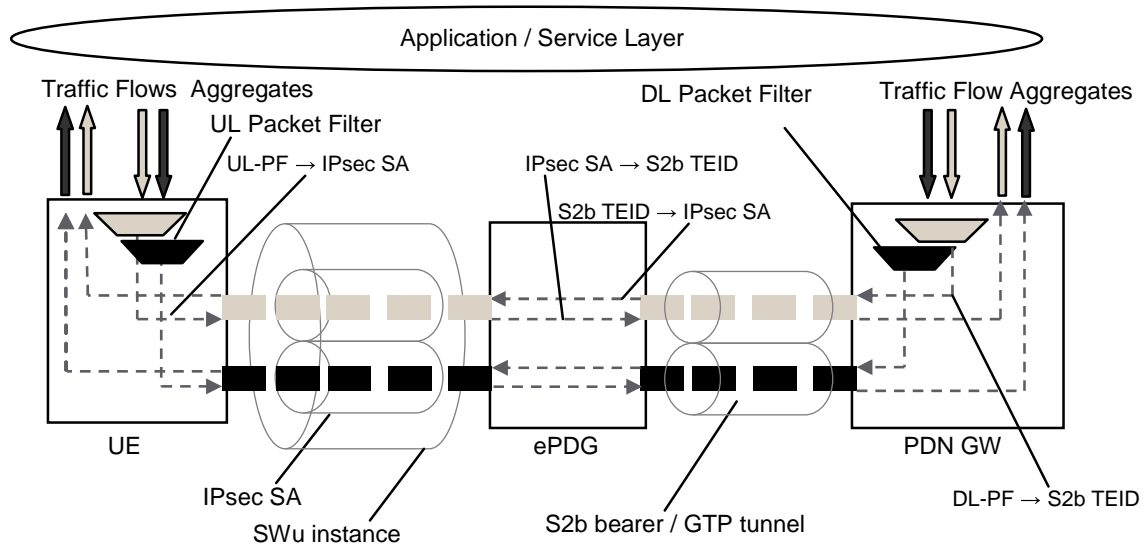 Application / Service Layer
Traffic Flows Aggregates
DL Packet Filter
Traffic Flow Aggregates
UL Packet Filter
UL-PF → IPsec SA
IPsec SA → S2b TEID
S2b TEID → IPsec SA
UE
ePDG
PDN GW
IPsec SA
SWu instance
S2b bearer / GTP tunnel
DL-PF → S2b TEID